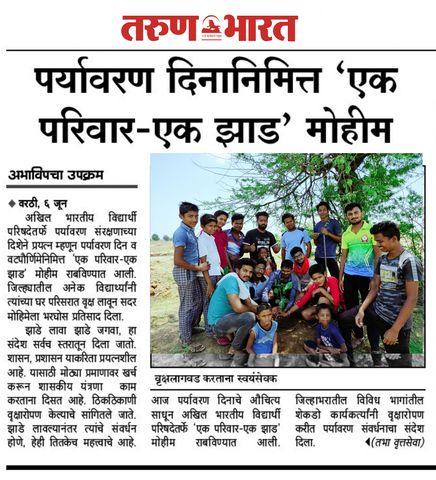 तरुण भारत
पर्यावरण दिनानिमित्त ‘एक
परिवार-एक झाड’ मोहीम
अभाविपचा उपक्रम
◆ वरठी, ६ जून
अखिल भारतीय विद्यार्थी
परिषदेतर्फे पर्यावरण संरक्षणाच्या
दिशेने प्रयत्न म्हणून पर्यावरण दिन व
वटपौर्णिमेनिमित्त ‘एक परिवार-एक
झाड’ मोहीम राबविण्यात आली.
जिल्ह्यातील अनेक विद्यार्थ्यांनी
त्यांच्या घर परिसरात वृक्ष लावून सदर
मोहिमेला भरघोस प्रतिसाद दिला.
झाडे लावा झाडे जगवा, हा
संदेश सर्वच स्तरातून दिला जातो.
शासन, प्रशासन याकरिता प्रयत्नशील
आहे. यासाठी मोठ्या प्रमाणावर खर्च
करून शासकीय यंत्रणा काम
करताना दिसत आहे. ठिकठिकाणी
वृक्षारोपण केल्याचे सांगितले जाते.
झाडे लावल्यानंतर त्यांचे संवर्धन
होणे, हेही तितकेच महत्त्वाचे आहे.
वृक्षलागवड करताना स्वयंसेवक
आज पर्यावरण दिनाचे औचित्य
साधून अखिल भारतीय विद्यार्थी
परिषदेतर्फे ‘एक परिवार-एक झाड’
मोहीम राबविण्यात आली.
जिल्हाभरातील विविध भागांतील
शेकडो कार्यकर्त्यांनी वृक्षारोपण
करीत पर्यावरण संवर्धनाचा संदेश
दिला. ◀(तभा वृत्तसेवा)